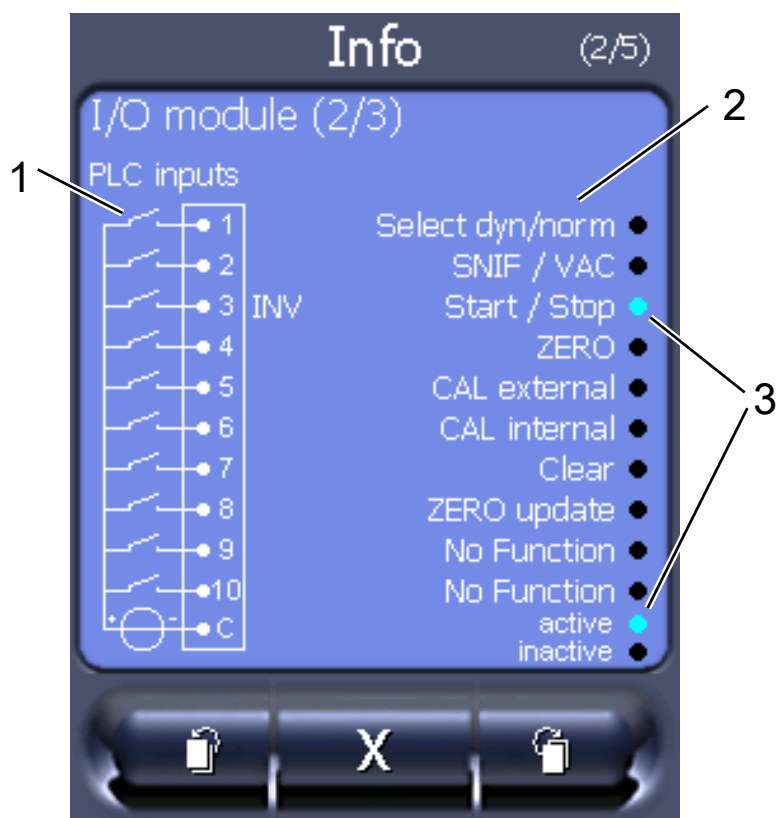 Info (2/5)
I/O module (2/3)
2
PLC inputs
1
1 Select dyn/norm
2 SNIF / VAC
3 INV Start / Stop
4 ZERO
3
5 CAL external
6 CAL internal
7 Clear
8 ZERO update
9 No Function
10 No Function
+ - C active
inactive
X